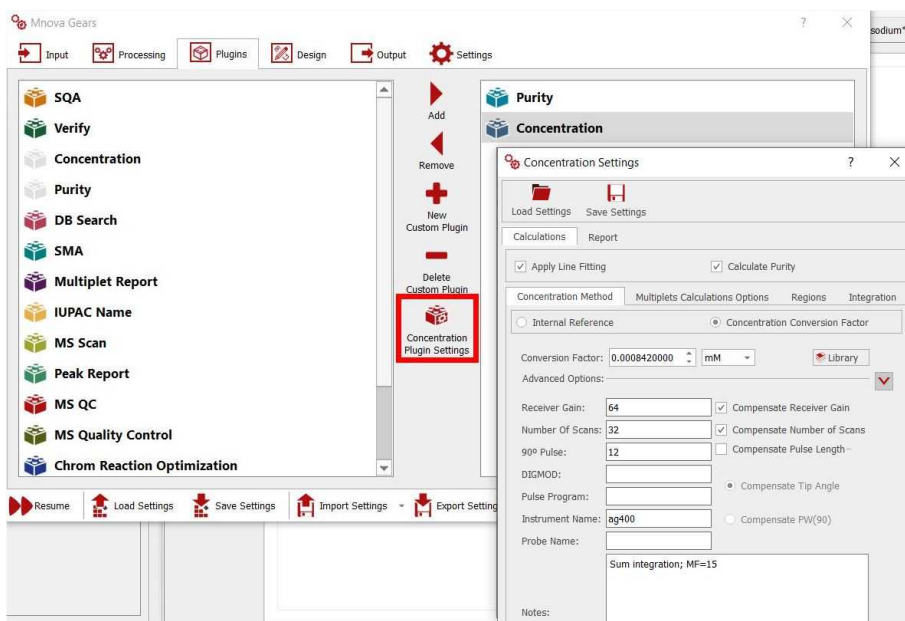 Mnova Gears
?
sodium*
Input Processing Plugins Design Output Settings
SQA
Verify
Concentration
Purity
DB Search
SMA
Multiplet Report
IUPAC Name
MS Scan
Peak Report
MS QC
MS Quality Control
Chrom Reaction Optimization
Add
Remove
New
Custom Plugin
Delete
Custom Plugin
Concentration
Plugin Settings
Purity
Concentration
Resume Load Settings Save Settings Import Settings Export Setting
Concentration Settings
?
Load Settings Save Settings
Calculations Report
Apply Line Fitting Calculate Purity
Concentration Method Multiplets Calculations Options Regions Integration
Internal Reference Concentration Conversion Factor
Conversion Factor: 0.0008420000 mM Library
Advanced Options:
Receiver Gain: 64 Compensate Receiver Gain
Number Of Scans: 32 Compensate Number of Scans
90º Pulse: 12 Compensate Pulse Length
DIGMOD:
Compensate Tip Angle
Pulse Program:
Instrument Name: ag400 Compensate PW(90)
Probe Name:
Sum integration; MF=15
Notes: